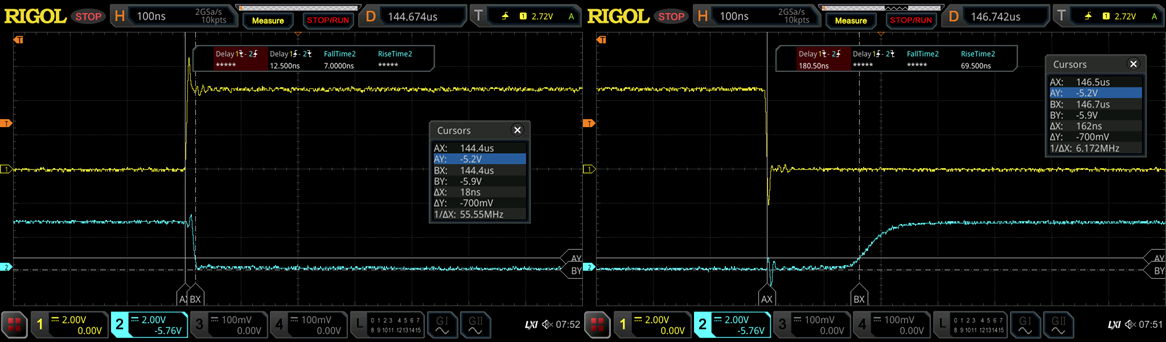 RIGOL STOP H 100ns 2GSa/s 10kpts Measure STOP/RUN D 144.674us T 1 2.72V A
T
Delay1 - 2 Delay1 - 2 FallTime2 RiseTime2
***** 12.500ns 7.0000ns *****
Cursors
AX: 144.4us
AY: -5.2V
BX: 144.4us
BY: -5.9V
ΔX: 18ns
ΔY: -700mV
1/ΔX: 55.55MHz
1
1
2
AY
BY
BX
1 2.00V 0.00V 2 2.00V -5.76V 3 100mV 0.00V 4 100mV 0.00V L 0 1 2 3 4 5 6 7 8 9 10 11 12 13 14 15 GI GII LXI 07:52
RIGOL STOP H 100ns 2GSa/s 10kpts Measure STOP/RUN D 146.742us T 1 2.72V A
T
Delay1 - 2 Delay1 - 2 FallTime2 RiseTime2
180.50ns ***** ***** 69.500ns
Cursors
AX: 146.5us
AY: -5.2V
BX: 146.7us
BY: -5.9V
ΔX: 162ns
ΔY: -700mV
1/ΔX: 6.172MHz
1
1
2
AY
BY
AX
BX
1 2.00V 0.00V 2 2.00V -5.76V 3 100mV 0.00V 4 100mV 0.00V L 0 1 2 3 4 5 6 7 8 9 10 11 12 13 14 15 GI GII LXI 07:51